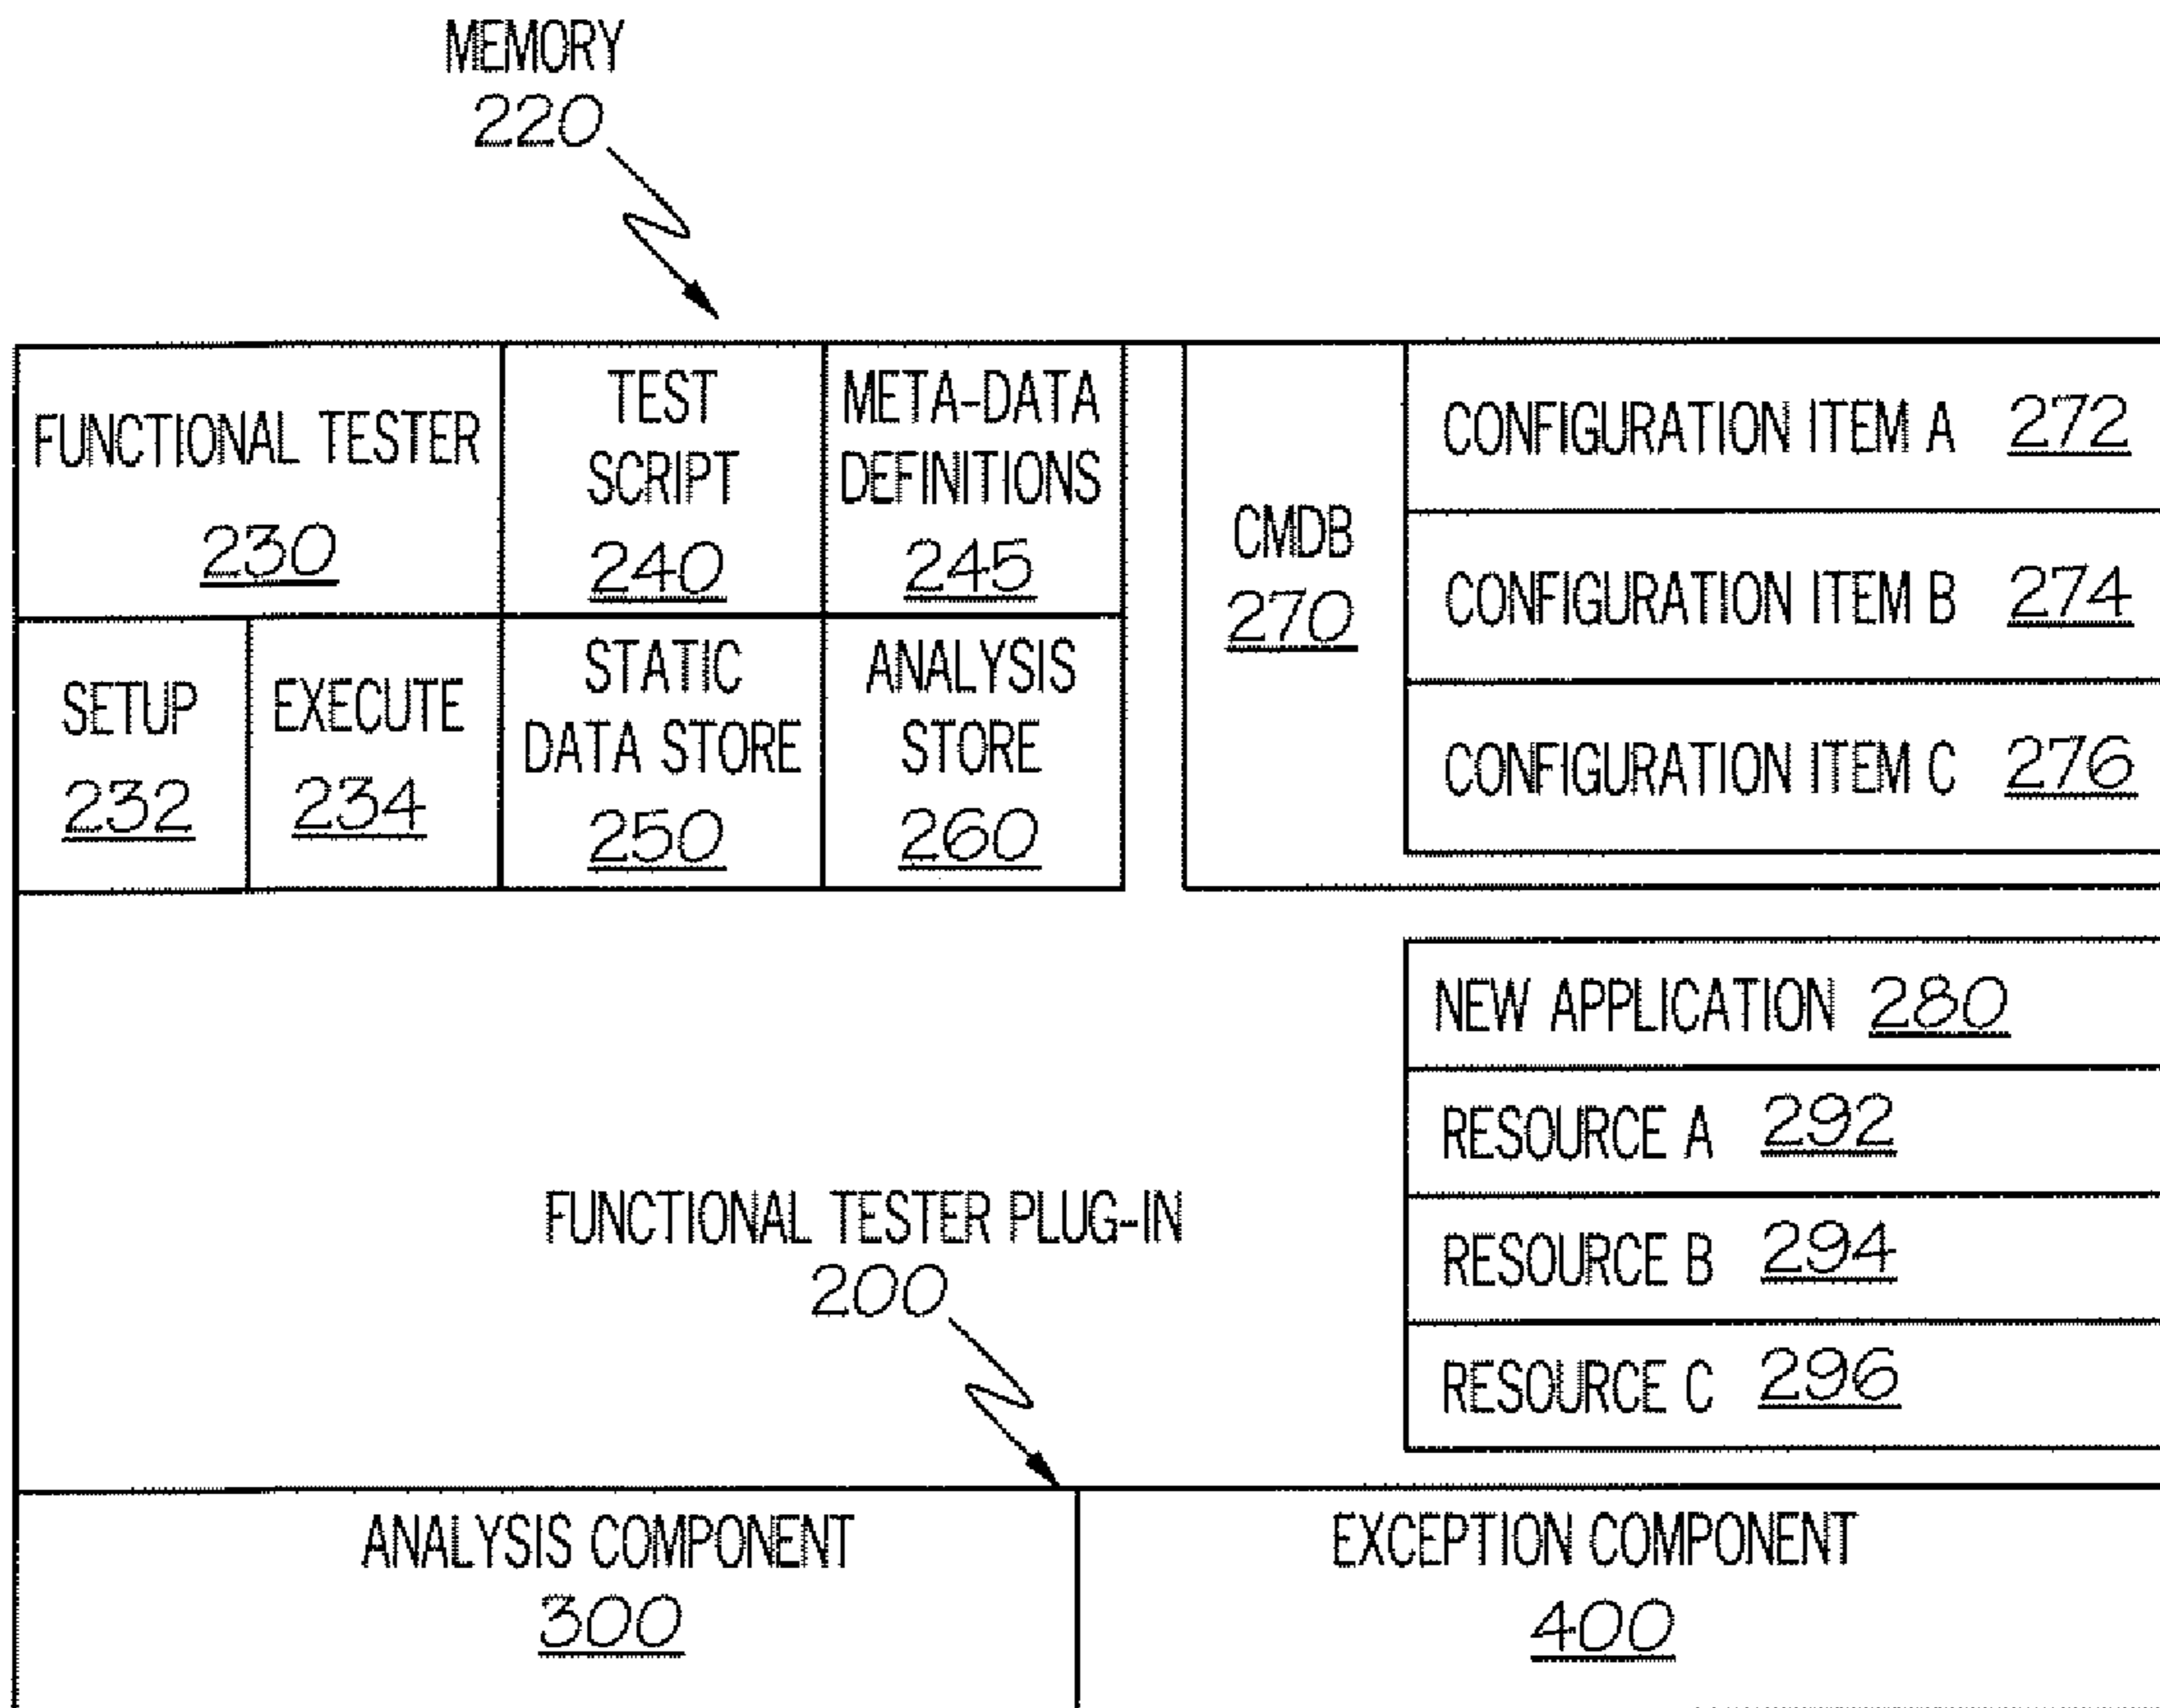 MEMORY
220
FUNCTIONAL TESTER
230
TEST
SCRIPT
240
META-DATA
DEFINITIONS
245
SETUP
232
EXECUTE
234
STATIC
DATA STORE
250
ANALYSIS
STORE
260
CMDB
270
CONFIGURATION ITEM A 272
CONFIGURATION ITEM B 274
CONFIGURATION ITEM C 276
NEW APPLICATION 280
RESOURCE A 292
RESOURCE B 294
RESOURCE C 296
FUNCTIONAL TESTER PLUG-IN
200
ANALYSIS COMPONENT
300
EXCEPTION COMPONENT
400